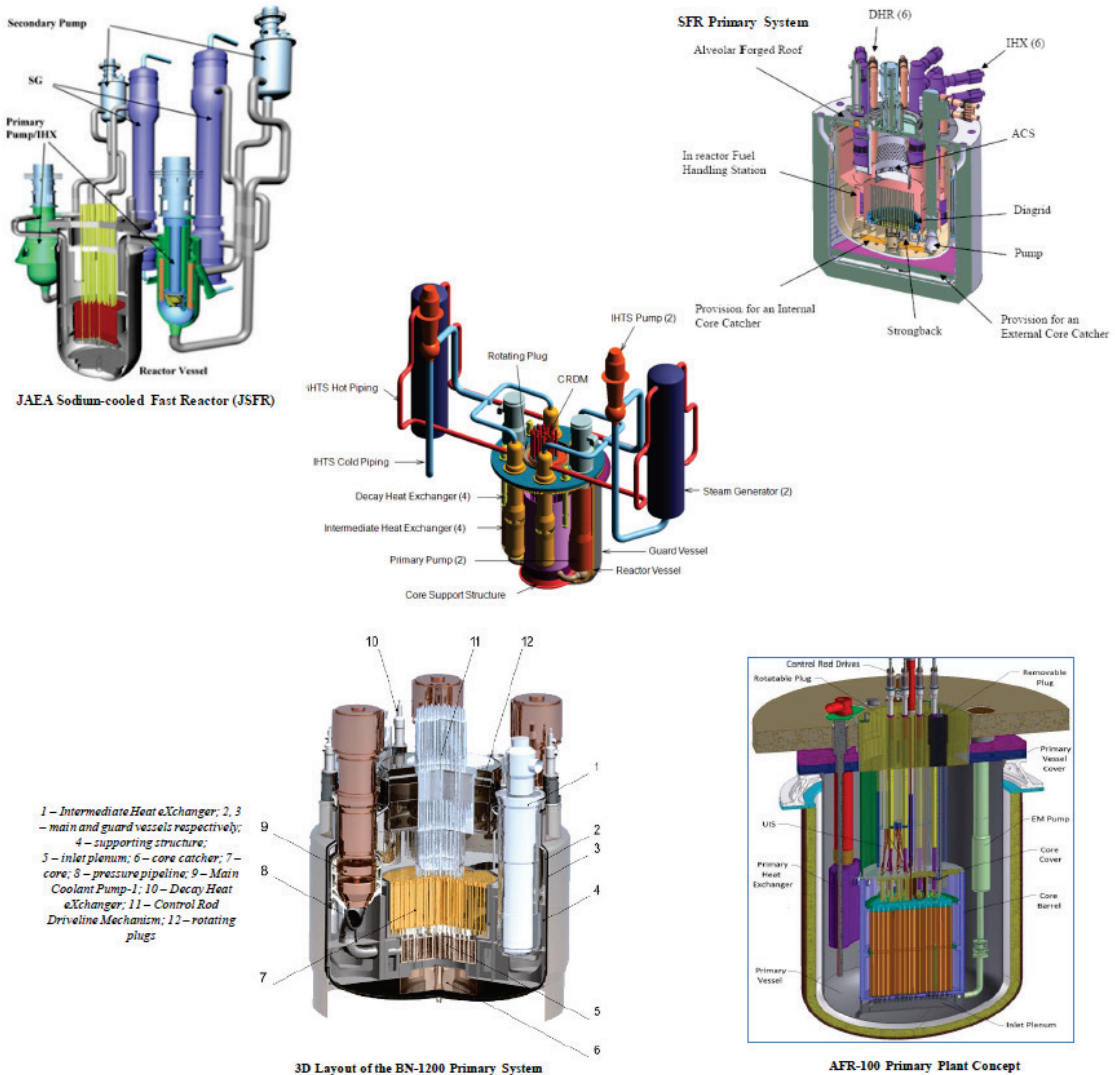 Secondary Pump
SG
Primary
Pump/IHX
Reactor Vessel
JAEA Sodium-cooled Fast Reactor (JSFR)
SFR Primary System
DHR (6)
Alveolar Forged Roof
IHX (6)
ACS
In reactor Fuel
Handling Station
Diagrid
Pump
Provision for an Internal
Core Catcher
Strongback
Provision for an
External Core Catcher
IHTS Pump (2)
Rotating Plug
CRDM
IHTS Hot Piping
IHTS Cold Piping
Decay Heat Exchanger (4)
Steam Generator (2)
Intermediate Heat Exchanger (4)
Primary Pump (2)
Guard Vessel
Reactor Vessel
Core Support Structure
10
11
12
1
2
3
4
5
6
7
8
9
1 – Intermediate Heat eXchanger; 2, 3
– main and guard vessels respectively;
4 – supporting structure;
5 – inlet plenum; 6 – core catcher; 7 –
core; 8 – pressure pipeline; 9 – Main
Coolant Pump-1; 10 – Decay Heat
eXchanger; 11 – Control Rod
Driveline Mechanism; 12 – rotating
plugs
3D Layout of the BN-1200 Primary System
Control Rod Drives
Rotatable Plug
Removable
Plug
Primary
Vessel
Cover
UIS
EM Pump
Primary
Heat
Exchanger
Core
Cover
Core
Barrel
Primary
Vessel
Inlet Plenum
AFR-100 Primary Plant Concept